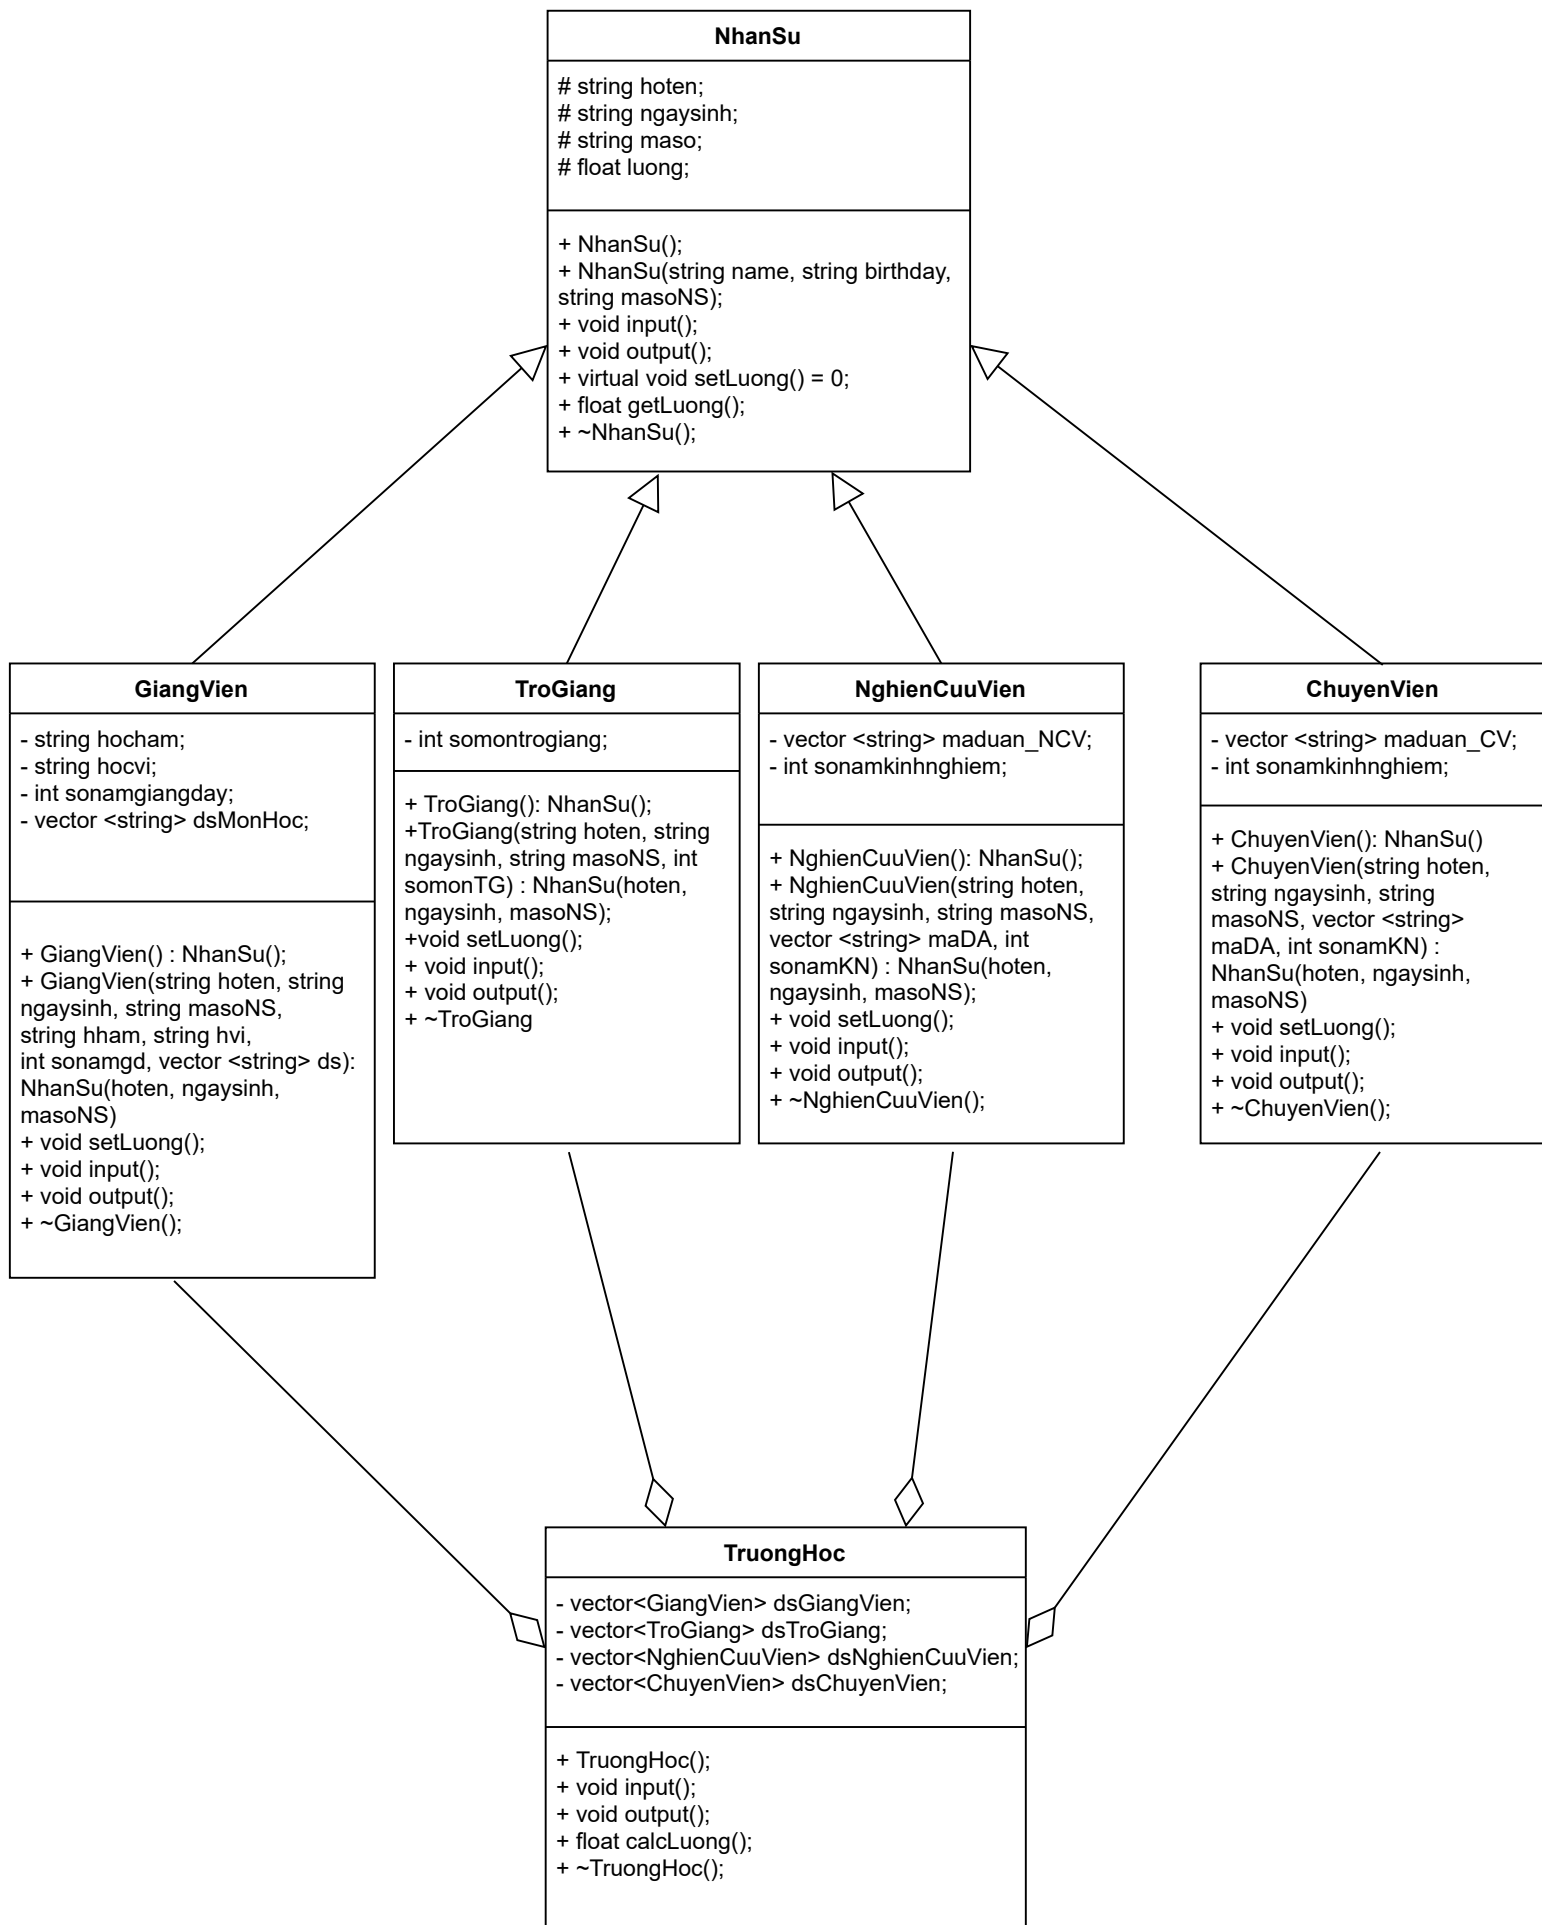 NhanSu
# string hoten;
# string ngaysinh;
# string maso;
# float luong;
+ NhanSu();
+ NhanSu(string name, string birthday,
string masoNS);
+ void input();
+ void output();
+ virtual void setLuong() = 0;
+ float getLuong();
+ ~NhanSu();
GiangVien
- string hocham;
- string hocvi;
- int sonamgiangday;
- vector <string> dsMonHoc;
+ GiangVien() : NhanSu();
+ GiangVien(string hoten, string
ngaysinh, string masoNS,
string hham, string hvi,
int sonamgd, vector <string> ds):
NhanSu(hoten, ngaysinh,
masoNS)
+ void setLuong();
+ void input();
+ void output();
+ ~GiangVien();
TroGiang
- int somontrogiang;
+ TroGiang(): NhanSu();
+TroGiang(string hoten, string
ngaysinh, string masoNS, int
somonTG) : NhanSu(hoten,
ngaysinh, masoNS);
+void setLuong();
+ void input();
+ void output();
+ ~TroGiang
NghienCuuVien
- vector <string> maduan_NCV;
- int sonamkinhnghiem;
+ NghienCuuVien(): NhanSu();
+ NghienCuuVien(string hoten,
string ngaysinh, string masoNS,
vector <string> maDA, int
sonamKN) : NhanSu(hoten,
ngaysinh, masoNS);
+ void setLuong();
+ void input();
+ void output();
+ ~NghienCuuVien();
ChuyenVien
- vector <string> maduan_CV;
- int sonamkinhnghiem;
+ ChuyenVien(): NhanSu()
+ ChuyenVien(string hoten,
string ngaysinh, string
masoNS, vector <string>
maDA, int sonamKN) :
NhanSu(hoten, ngaysinh,
masoNS)
+ void setLuong();
+ void input();
+ void output();
+ ~ChuyenVien();
TruongHoc
- vector<GiangVien> dsGiangVien;
- vector<TroGiang> dsTroGiang;
- vector<NghienCuuVien> dsNghienCuuVien;
- vector<ChuyenVien> dsChuyenVien;
+ TruongHoc();
+ void input();
+ void output();
+ float calcLuong();
+ ~TruongHoc();